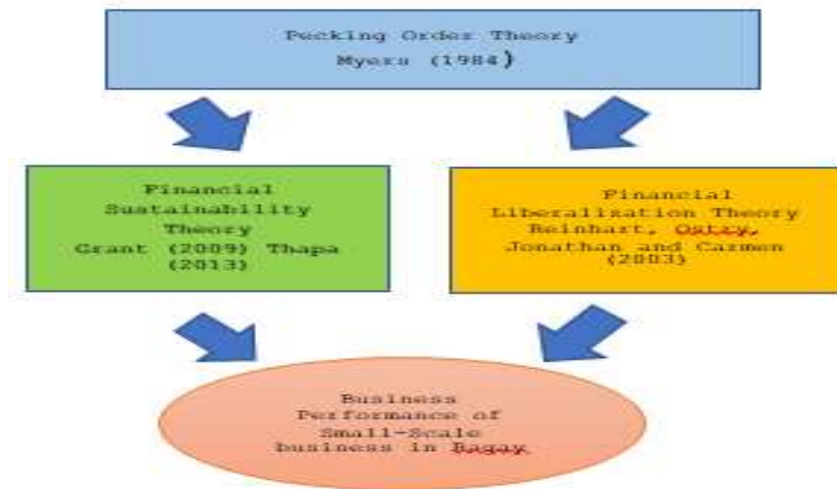 Pecking Order Theory
Myers (1984)
Financial
Sustainability
Theory
Grant (2009) Thapa
(2013)
Financial
Liberalization Theory
Reinhart, Ostry,
Jonathan and Carmen
(2003)
Business
Performance of
Small-Scale
business in Bagay